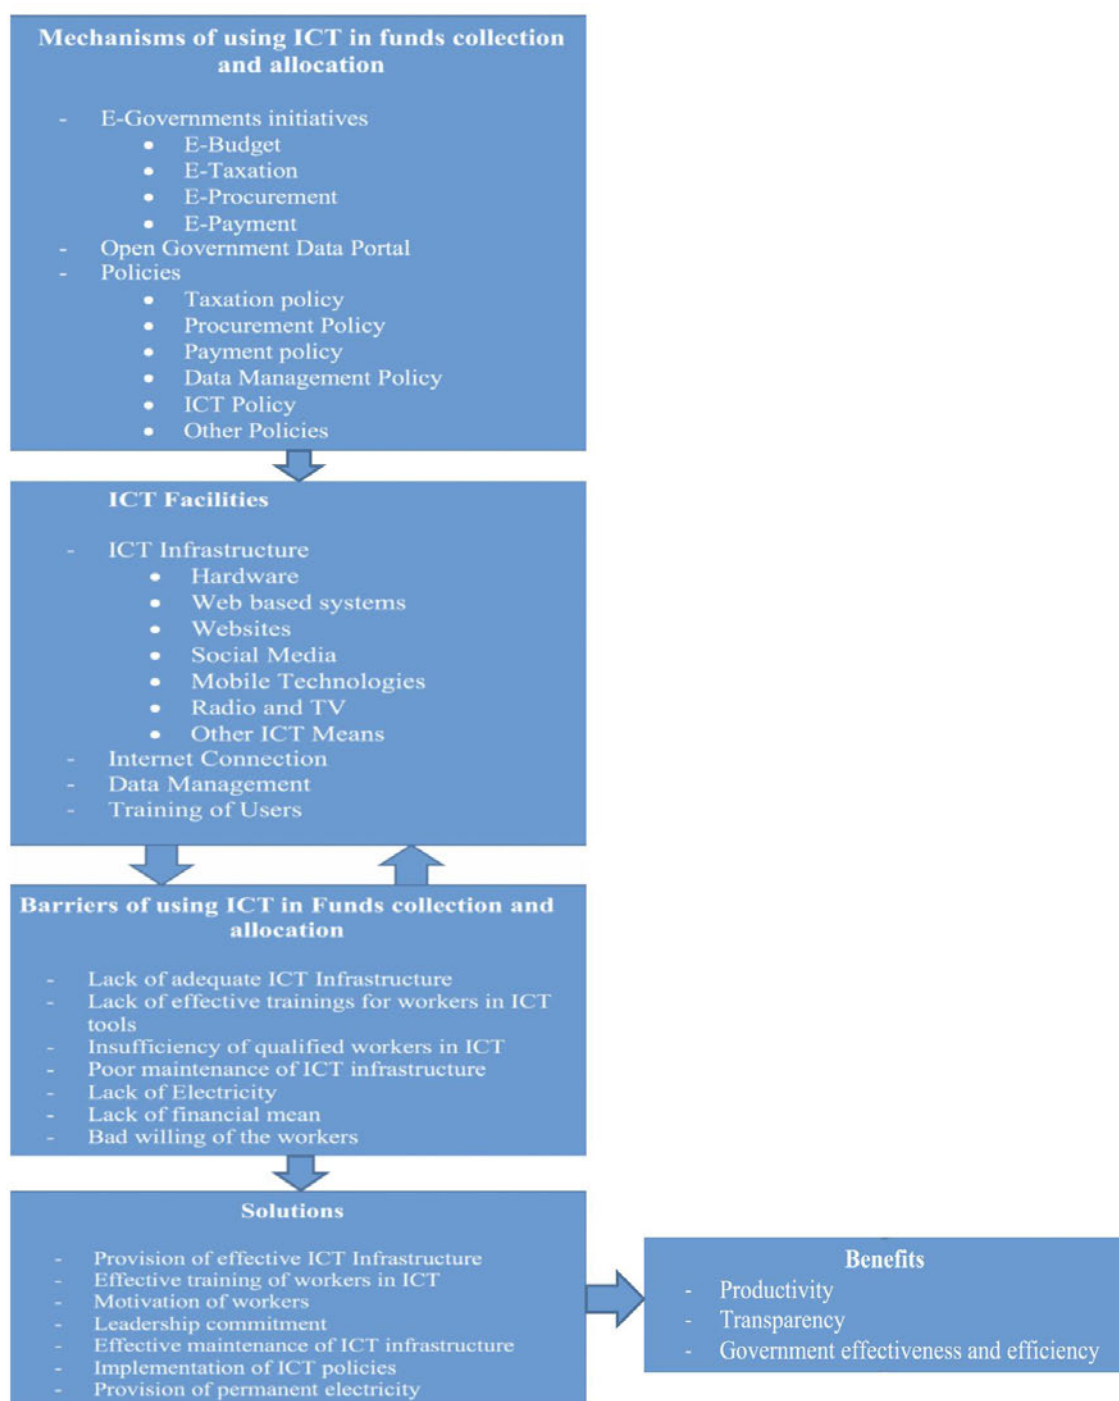 Mechanisms of using ICT in funds collection
and allocation
- E-Governments initiatives
• E-Budget
• E-Taxation
• E-Procurement
• E-Payment
- Open Government Data Portal
- Policies
• Taxation policy
• Procurement Policy
• Payment policy
• Data Management Policy
• ICT Policy
• Other Policies
ICT Facilities
- ICT Infrastructure
• Hardware
• Web based systems
• Websites
• Social Media
• Mobile Technologies
• Radio and TV
• Other ICT Means
- Internet Connection
- Data Management
- Training of Users
Barriers of using ICT in Funds collection and
allocation
- Lack of adequate ICT Infrastructure
- Lack of effective trainings for workers in ICT
tools
- Insufficiency of qualified workers in ICT
- Poor maintenance of ICT infrastructure
- Lack of Electricity
- Lack of financial mean
- Bad willing of the workers
Solutions
- Provision of effective ICT Infrastructure
- Effective training of workers in ICT
- Motivation of workers
- Leadership commitment
- Effective maintenance of ICT infrastructure
- Implementation of ICT policies
- Provision of permanent electricity
Benefits
- Productivity
- Transparency
- Government effectiveness and efficiency